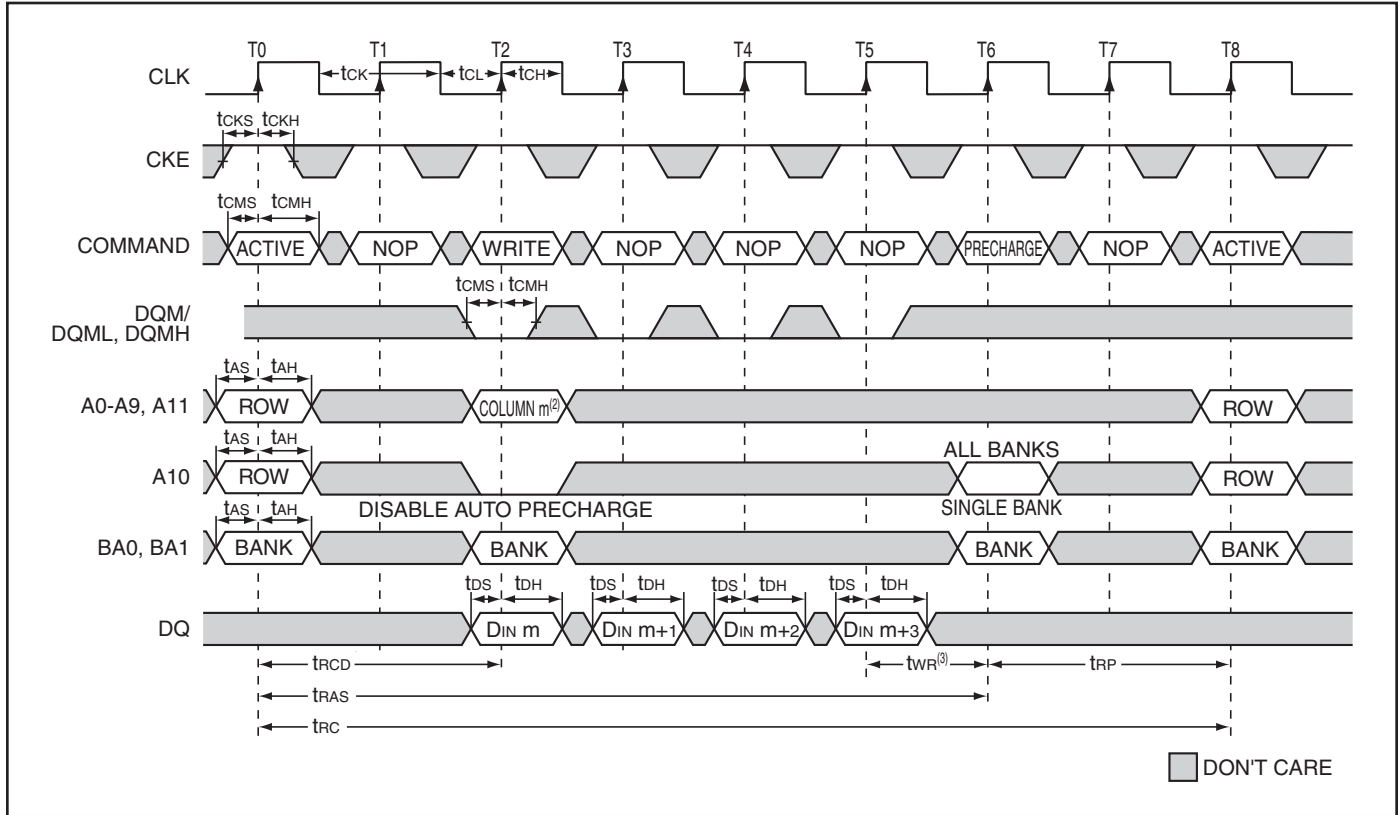 T0 T1 T2 T3 T4 T5 T6 T7 T8
CLK tCK tCL tCH
tCKS tCKH
CKE
tCMS tCMH
COMMAND ACTIVE NOP WRITE NOP NOP NOP PRECHARGE NOP ACTIVE
tCMS tCMH
DQM/
DQML, DQMH
tAS tAH
A0-A9, A11 ROW COLUMN m(2) ROW
tAS tAH ALL BANKS
A10 ROW ROW
tAS tAH DISABLE AUTO PRECHARGE SINGLE BANK
BA0, BA1 BANK BANK BANK BANK
tDS tDH tDS tDH tDS tDH tDS tDH
DQ DIN m DIN m+1 DIN m+2 DIN m+3
tRCD tWR(3) tRP
tRAS
tRC
DON'T CARE